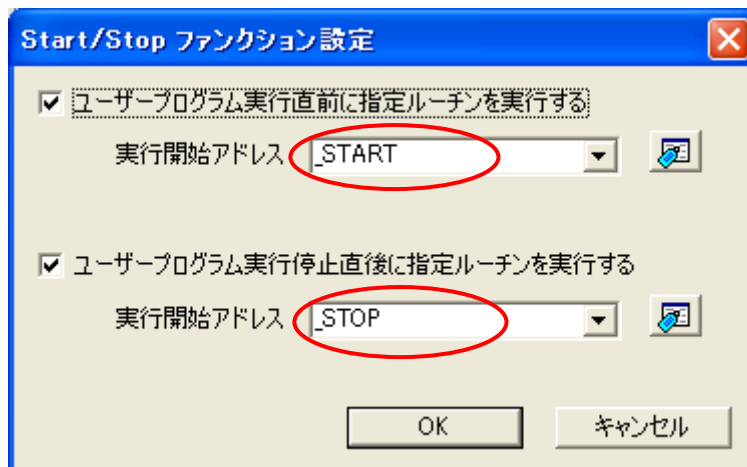 Start/Stop ファンクション設定
ユーザープログラム実行直前に指定ルーチンを実行する
実行開始アドレス _START
ユーザープログラム実行停止直後に指定ルーチンを実行する
実行開始アドレス _STOP
OK キャンセル